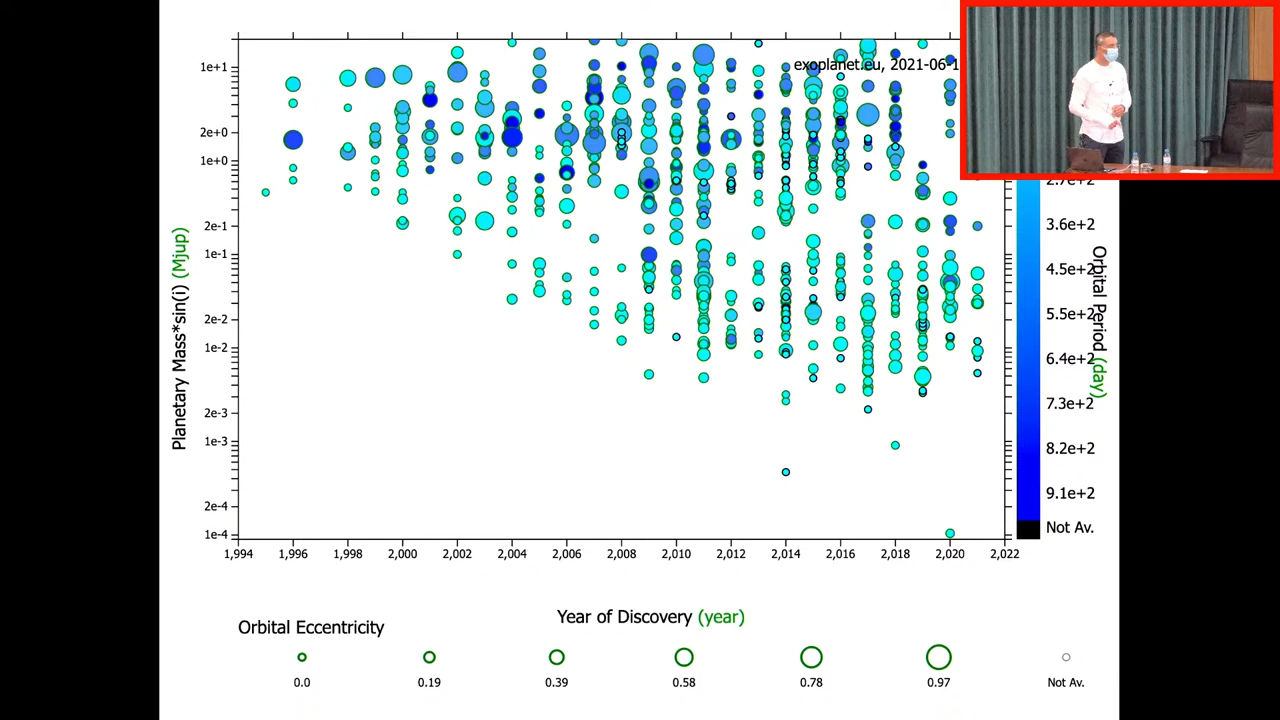 exoplanet.eu, 2021-06-1
1e+1
2e+0
1e+0
2e-1
1e-1
2e-2
1e-2
2e-3
1e-3
2e-4
1e-4
Planetary Mass*sin(i) (Mjup)
1,994 1,996 1,998 2,000 2,002 2,004 2,006 2,008 2,010 2,012 2,014 2,016 2,018 2,020 2,022
Year of Discovery (year)
2.7e+2
3.6e+2
4.5e+2
5.5e+2
6.4e+2
7.3e+2
8.2e+2
9.1e+2
Not Av.
Orbital Period (day)
Orbital Eccentricity
0.0 0.19 0.39 0.58 0.78 0.97 Not Av.